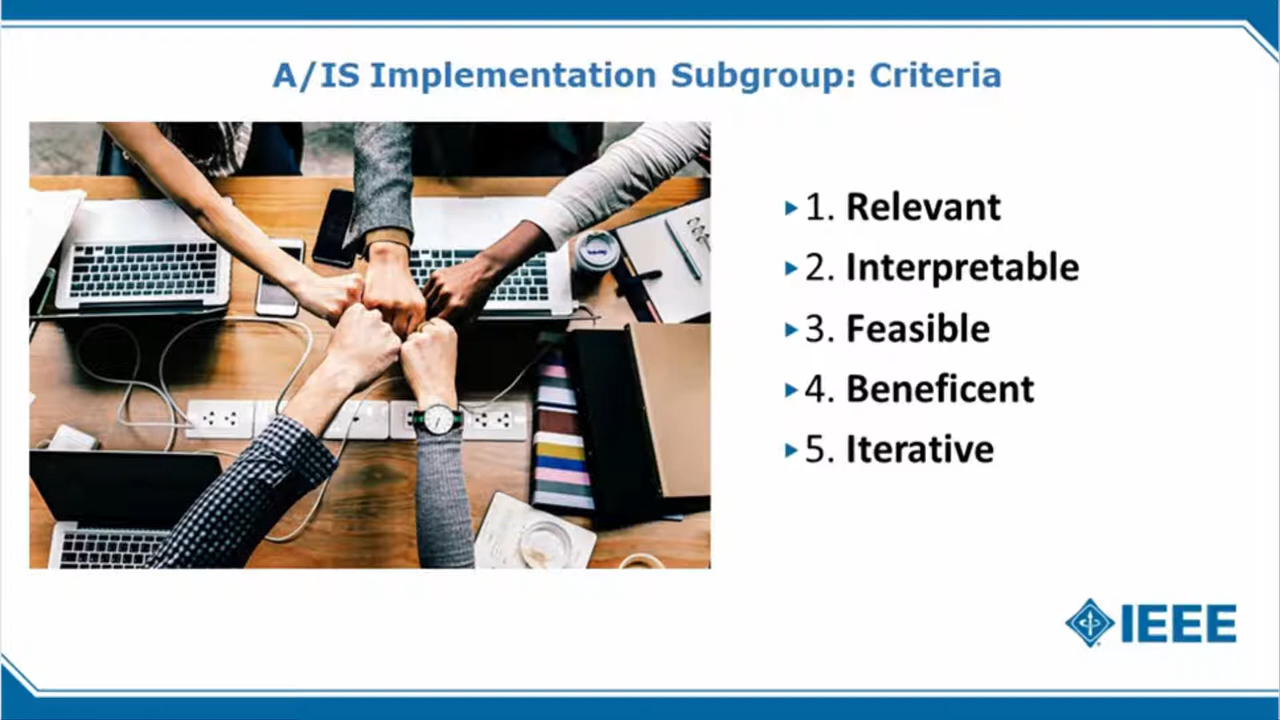 A/IS Implementation Subgroup: Criteria
1. Relevant
2. Interpretable
3. Feasible
4. Beneficent
5. Iterative
IEEE